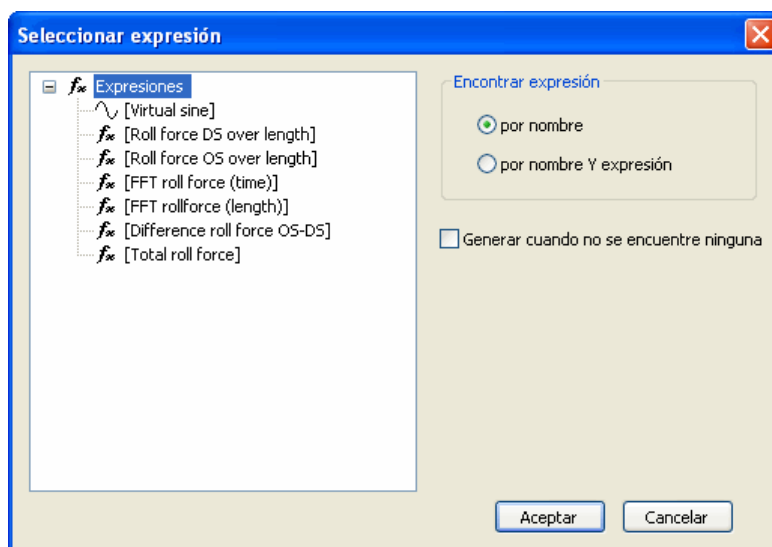 Seleccionar expresión
Expresiones
[Virtual sine]
[Roll force DS over length]
[Roll force OS over length]
[FFT roll force (time)]
[FFT rollforce (length)]
[Difference roll force OS-DS]
[Total roll force]
Encontrar expresión
por nombre
por nombre Y expresión
Generar cuando no se encuentre ninguna
Aceptar
Cancelar